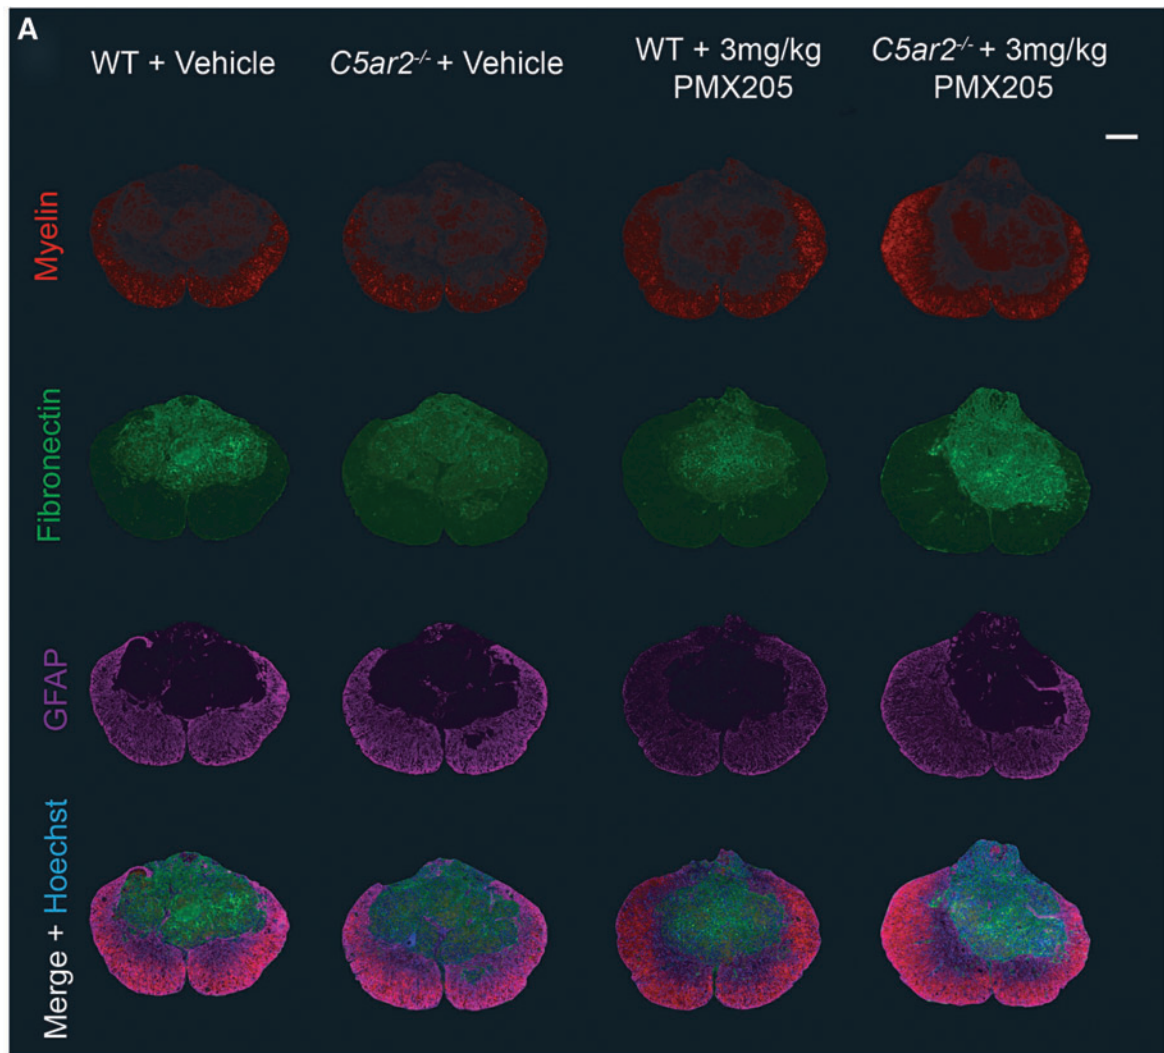 A
WT + Vehicle
C5ar2-/- + Vehicle
WT + 3mg/kg
PMX205
C5ar2-/- + 3mg/kg
PMX205
Myelin
Fibronectin
GFAP
Merge + Hoechst